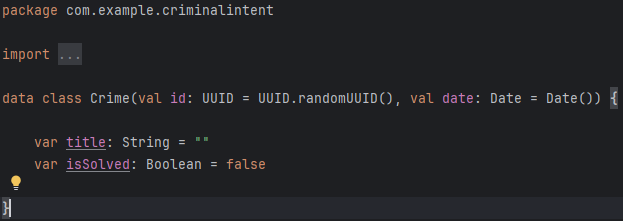 package com.example.criminalintent
import ...
data class Crime(val id: UUID = UUID.randomUUID(), val date: Date = Date()) {
var title: String = ""
var isSolved: Boolean = false
}